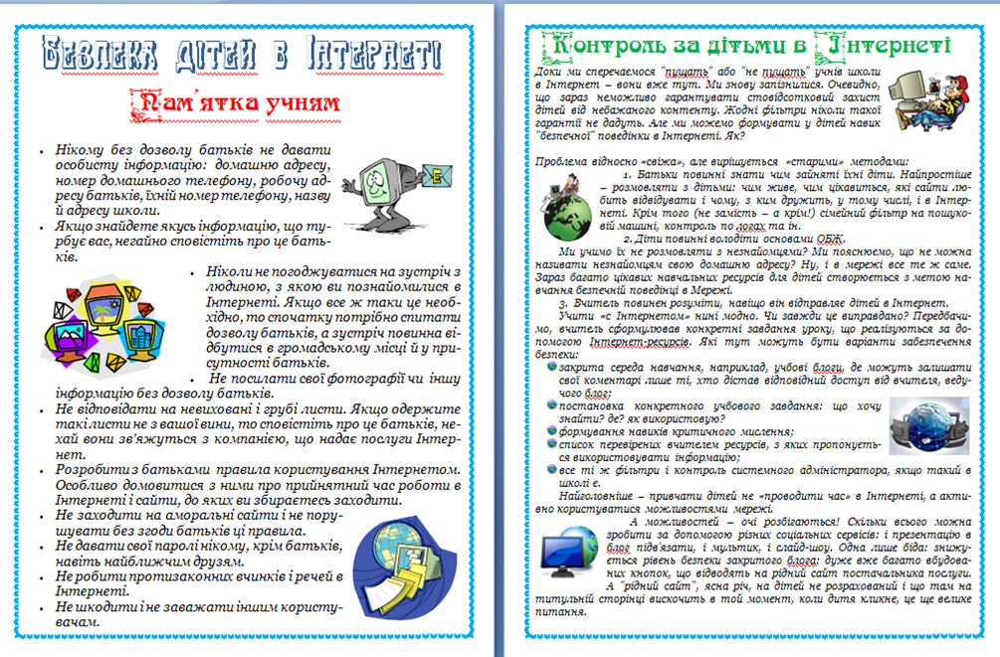 Безпека дітей в Інтернеті
Пам'ятка учням
• Нікому без дозволу батьків не давати
особисту інформацію: домашню адресу,
номер домашнього телефону, робочу ад-
ресу батьків, їхній номер телефону, назву
й адресу школи.
• Якщо знайдете якусь інформацію, що ту-
рбує вас, негайно сповістіть про це бать-
ків.
• Ніколи не погоджуватися на зустріч з
людиною, з якою ви познайомилися в
Інтернеті. Якщо все ж таки це необ-
хідно, то спочатку потрібно спитати
дозволу батьків, а зустріч повинна ві-
дбутися в громадському місці й у при-
сутності батьків.
• Не посилати свої фотографії чи іншу
інформацію без дозволу батьків.
• Не відповідати на невиховані і грубі листи. Якщо одержите
такі листи не з вашої вини, то сповістіть про це батьків, не-
хай вони зв'яжуться з компанією, що надає послуги Інтер-
нет.
• Розробити з батьками правила користування Інтернетом.
Особливо домовитися з ними про прийнятний час роботи в
Інтернеті і сайти, до яких ви збираєтесь заходити.
• Не заходити на аморальні сайти і не пору-
шувати без згоди батьків ці правила.
• Не давати свої паролі нікому, крім батьків,
навіть найближчим друзям.
• Не робити протизаконних вчинків і речей в
Інтернеті.
• Не шкодити і не заважати іншим користу-
вачам.
Контроль за дітьми в Інтернеті
Доки ми сперечаємося "пущать" або "не пущать" учнів школи
в Інтернет – вони вже тут. Ми знову запізнилися. Очевидно,
що зараз неможливо гарантувати стовідсотковий захист
дітей від небажаного контенту. Жодні фільтри ніколи такої
гарантії не дадуть. Але ми можемо формувати у дітей навик
"безпечної" поведінки в Інтернеті. Як?
Проблема відносно «свіжа», але вирішується «старими» методами:
1. Батьки повинні знати чим зайняті їхні діти. Найпростіше
– розмовляти з дітьми: чим живе, чим цікавиться, які сайти лю-
бить відвідувати і чому, з ким дружить, у тому числі, і в Інтер-
неті. Крім того (не замість – а крім!) сімейний фільтр на пошуко-
вій машині, контроль по логах та ін.
2. Діти повинні володіти основами ОБЖ.
Ми учимо їх не розмовляти з незнайомцями? Ми пояснюємо, що не можна
називати незнайомцям свою домашню адресу? Ну, і в мережі все те ж саме.
Зараз багато цікавих навчальних ресурсів для дітей створюється з метою на-
вчання безпечній поведінці в Мережі.
3. Вчитель повинен розуміти, навіщо він відправляє дітей в Інтернет.
Учити «с Інтернетом» нині модно. Чи завжди це виправдано? Передбачи-
мо, вчитель сформулював конкретні завдання уроку, що реалізуються за до-
помогою Інтернет-ресурсів. Які тут можуть бути варіанти забезпечення
безпеки:
закрита середа навчання, наприклад, учбові блоги, де можуть залишати
свої коментарі лише ті, хто дістав відповідний доступ від вчителя, веду-
чого блог;
постановка конкретного учбового завдання: що хочу
знайти? де? як використовую?
формування навиків критичного мислення;
список перевірених вчителем ресурсів, з яких пропонуєть-
ся використовувати інформацію;
все ті ж фільтри і контроль системного адміністратора, якщо такий в
школі є.
Найголовніше – привчати дітей не «проводити час» в Інтернеті, а акти-
вно користуватися можливостями мережі.
А можливостей – очі розбігаються! Скільки всього можна
зробити за допомогою різних соціальних сервісів: і презентацію в
блог підв'язати, і мультик, і слайд-шоу. Одна лише біда: знижу-
ється рівень безпеки закритого блога: дуже вже багато вбудова-
них кнопок, що відводять на рідний сайт постачальника послуги.
А "рідний сайт", ясна річ, на дітей не розрахований і що там на
титульній сторінці вискочить в той момент, коли дитя кликне, це ще велике
питання.